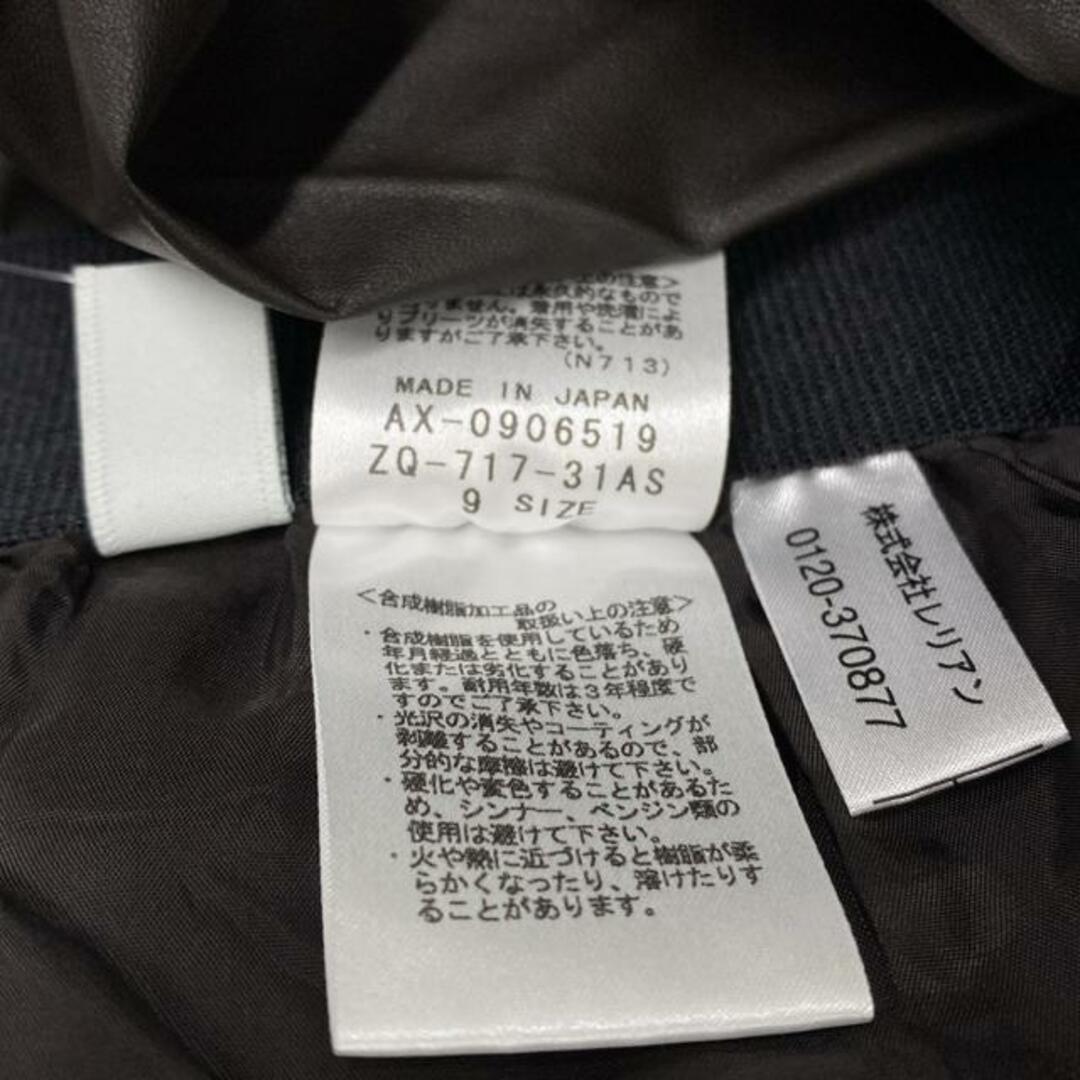 上の注意>
は永久的なもので
ません。着用や洗濯によ
りプリーツが消失することがあ
りますがご了承下さい。
(N713)
MADE IN JAPAN
AX-0906519
ZQ-717-31AS
9 SIZE
<合成樹脂加工品の
取扱い上の注意>
・合成樹脂を使用しているため
年月経過とともに色落ち、硬
化または劣化することがあり
ます。耐用年数は3年程度で
すのでご了承下さい。
・光沢の消失やコーティングが
剥離することがあるので、部
分的な摩擦は避けて下さい。
・硬化や変色することがあるた
め、シンナー、ベンジン類の
使用は避けて下さい。
・火や熱に近づけると樹脂が柔
らかくなったり、溶けたりす
ることがあります。
株式会社レリアン
0120-370877